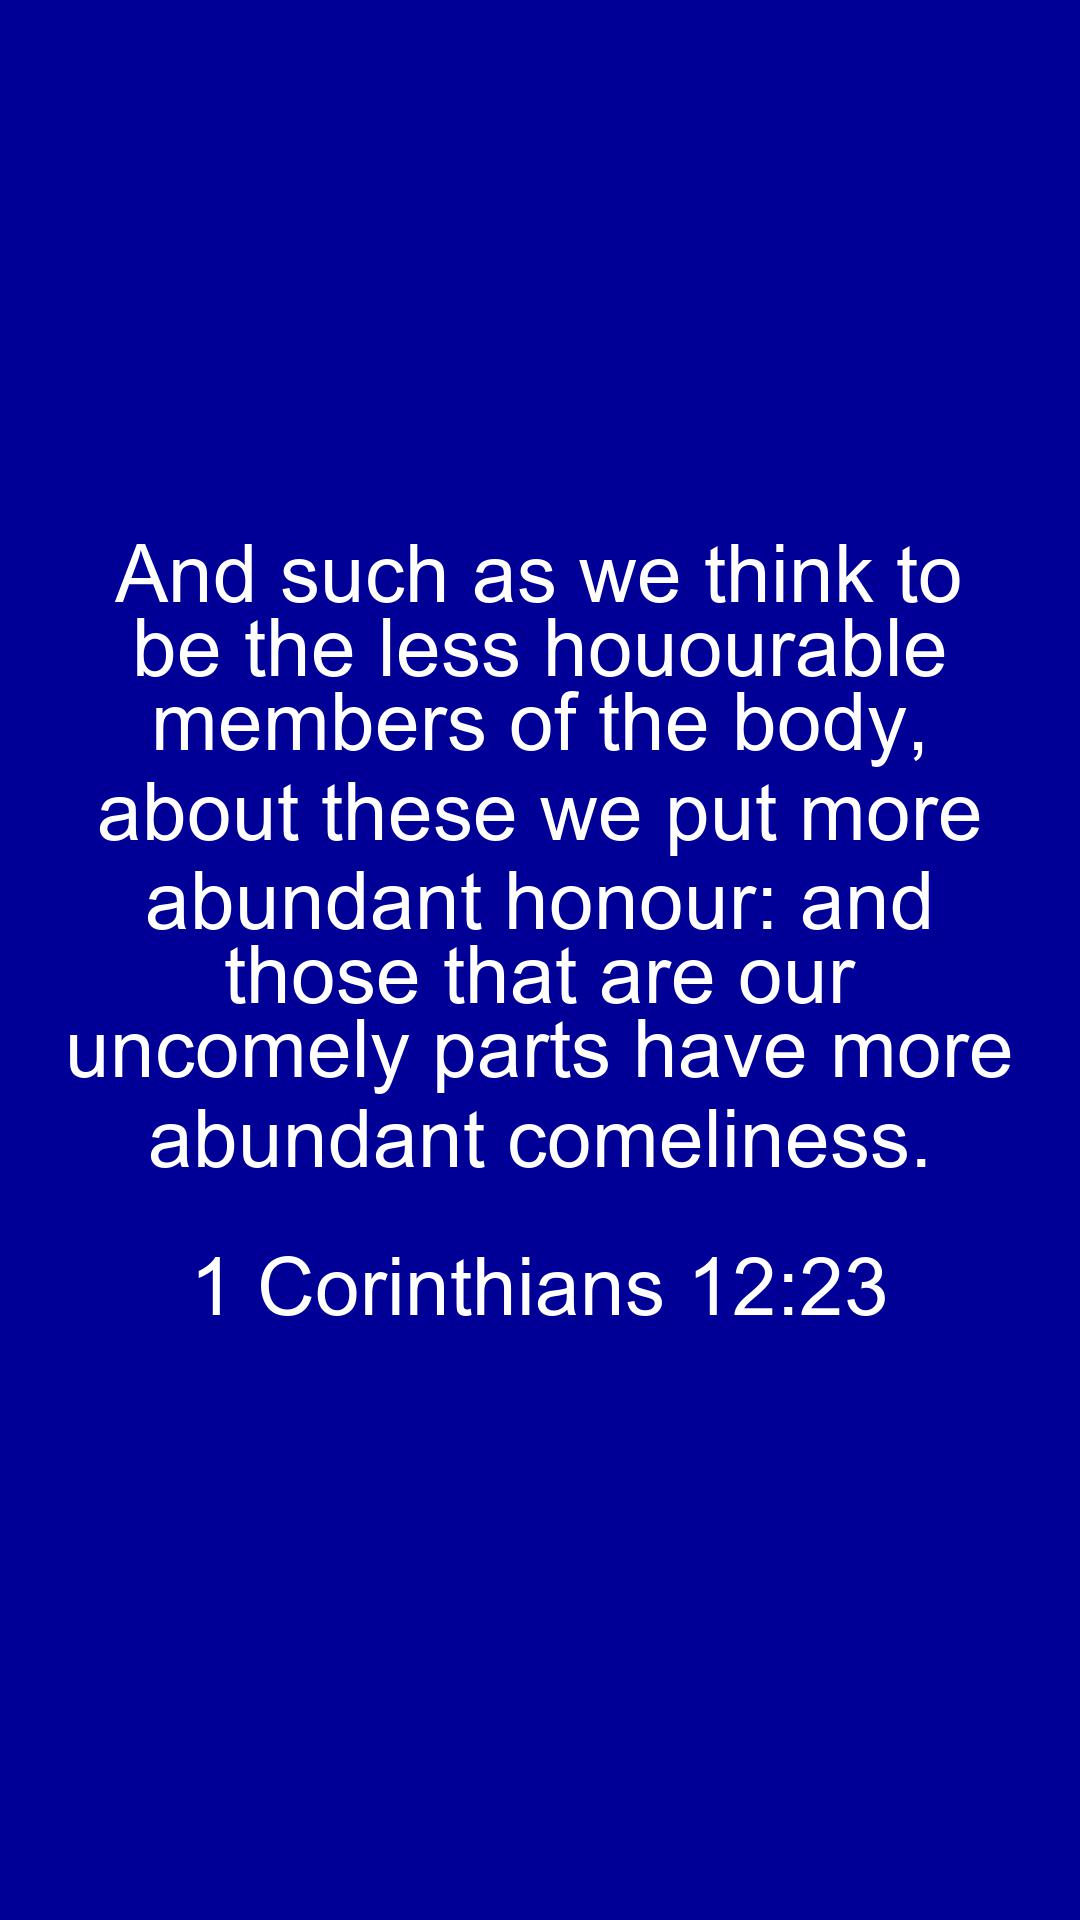 And such as we think to
be the less houourable
members of the body,
about these we put more
abundant honour: and
those that are our
uncomely parts have more
abundant comeliness.
1 Corinthians 12:23